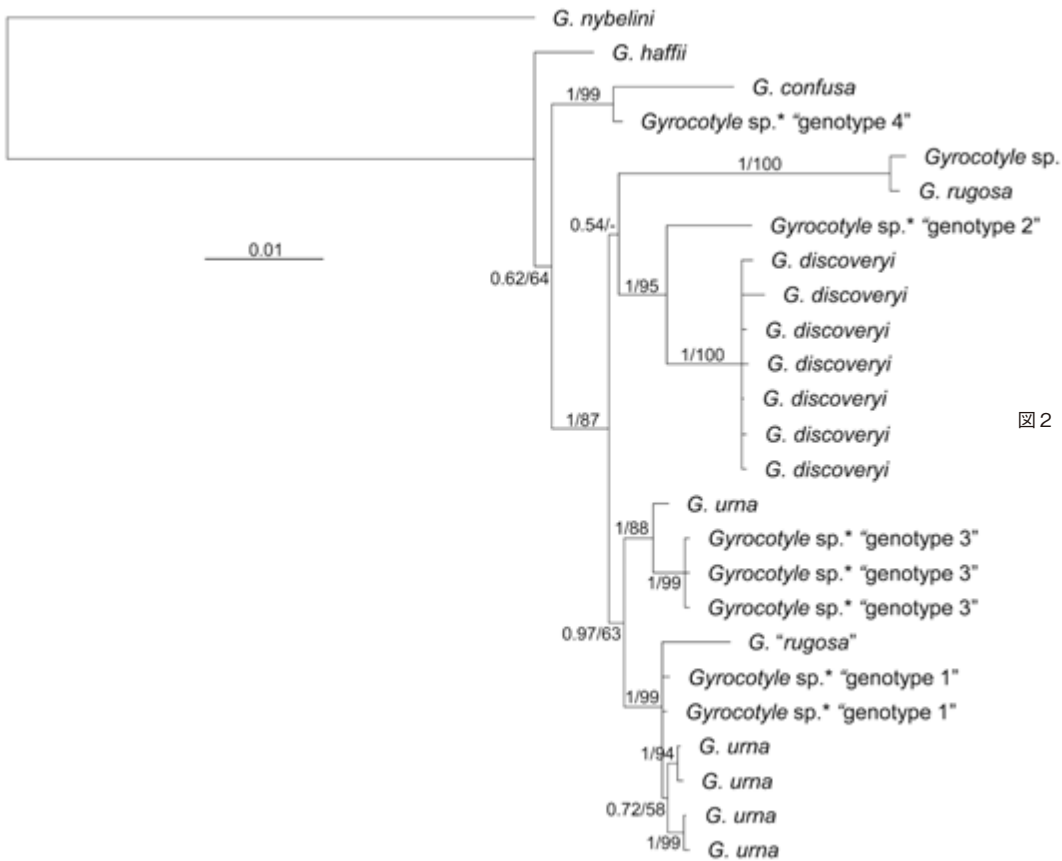 G. nybelini
G. haffii
1/99
G. confusa
Gyrocotyle sp.* "genotype 4"
1/100
Gyrocotyle sp.
G. rugosa
0.54/-
Gyrocotyle sp.* "genotype 2"
0.01
G. discoveryi
0.62/64
1/95
G. discoveryi
G. discoveryi
1/100
G. discoveryi
G. discoveryi
図2
1/87
G. discoveryi
G. discoveryi
G. urna
1/88
Gyrocotyle sp.* "genotype 3"
Gyrocotyle sp.* "genotype 3"
1/99
Gyrocotyle sp.* "genotype 3"
0.97/63
G. "rugosa"
1/99
Gyrocotyle sp.* "genotype 1"
Gyrocotyle sp.* "genotype 1"
G. urna
1/94
G. urna
0.72/58
G. urna
1/99
G. urna